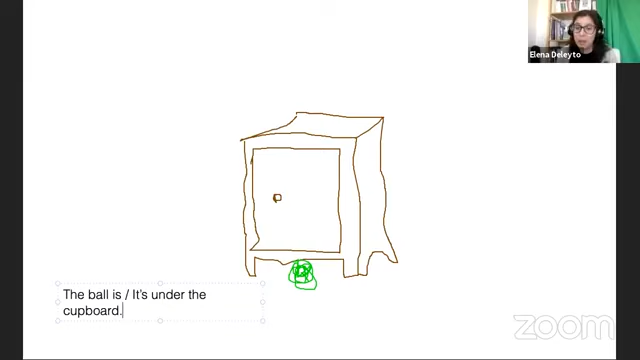 Elena Deleyto
The ball is / It's under the
cupboard.
zoom